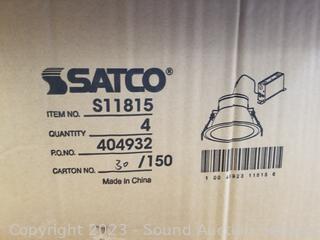 SATCO®
ITEM NO. S11815
QUANTITY 4
P.O.NO. 404932
CARTON NO. 30 /150
Made in China
Copyright 2023 - Sound Auction Service